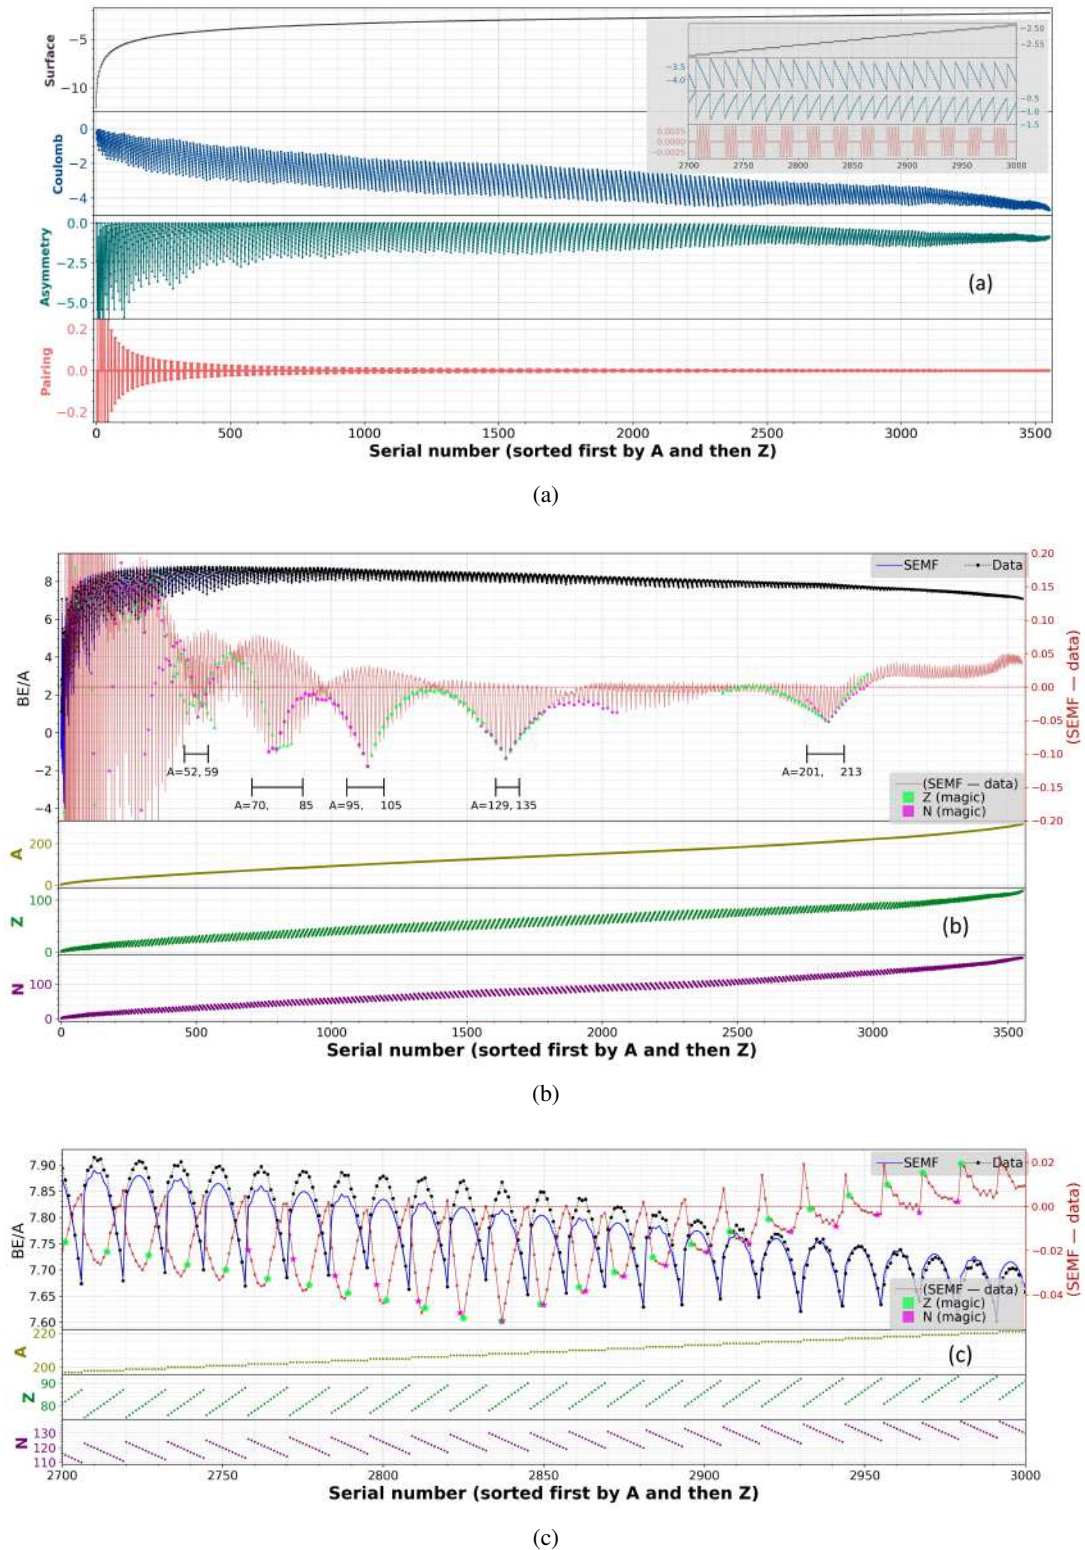 Surface
−5
−10
−2.50
−2.55
−3.5
−4.0
−0.5
−1.0
−1.5
0.0025
0.0000
−0.0025
2700 2750 2800 2850 2900 2950 3000
Coulomb
0
−2
−4
Asymmetry
0.0
−2.5
−5.0
(a)
Pairing
0.2
0.0
−0.2
0 500 1000 1500 2000 2500 3000 3500
Serial number (sorted first by A and then Z)
(a)
BE/A
8
6
4
2
0
−2
−4
SEMF Data
0.20
0.15
0.10
0.05
0.00
−0.05
−0.10
−0.15
−0.20
(SEMF — data)
A=52, 59
A=70, 85
A=95, 105
A=129, 135
A=201, 213
(SEMF — data)
Z (magic)
N (magic)
A
200
0
Z
100
0
(b)
N
100
0
0 500 1000 1500 2000 2500 3000 3500
Serial number (sorted first by A and then Z)
(b)
BE/A
7.90
7.85
7.80
7.75
7.70
7.65
7.60
SEMF Data
0.02
0.00
−0.02
−0.04
(SEMF — data)
(SEMF — data)
Z (magic)
N (magic)
A
220
200
(c)
Z
90
80
N
130
120
110
2700 2750 2800 2850 2900 2950 3000
Serial number (sorted first by A and then Z)
(c)